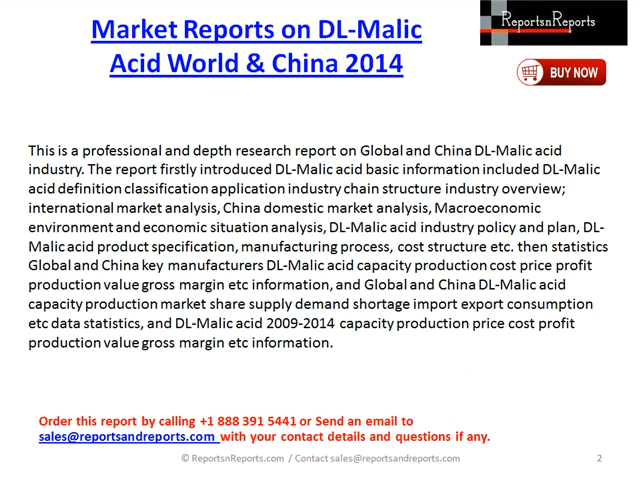 Market Reports on DL-Malic
Acid World & China 2014
ReportsnReports
BUY NOW
This is a professional and depth research report on Global and China DL-Malic acid
industry. The report firstly introduced DL-Malic acid basic information included DL-Malic
acid definition classification application industry chain structure industry overview;
international market analysis, China domestic market analysis, Macroeconomic
environment and economic situation analysis, DL-Malic acid industry policy and plan, DL-
Malic acid product specification, manufacturing process, cost structure etc. then statistics
Global and China key manufacturers DL-Malic acid capacity production cost price profit
production value gross margin etc information, and Global and China DL-Malic acid
capacity production market share supply demand shortage import export consumption
etc data statistics, and DL-Malic acid 2009-2014 capacity production price cost profit
production value gross margin etc information.
Order this report by calling +1 888 391 5441 or Send an email to
sales@reportsandreports.com with your contact details and questions if any.
© ReportsnReports.com / Contact sales@reportsandreports.com
2